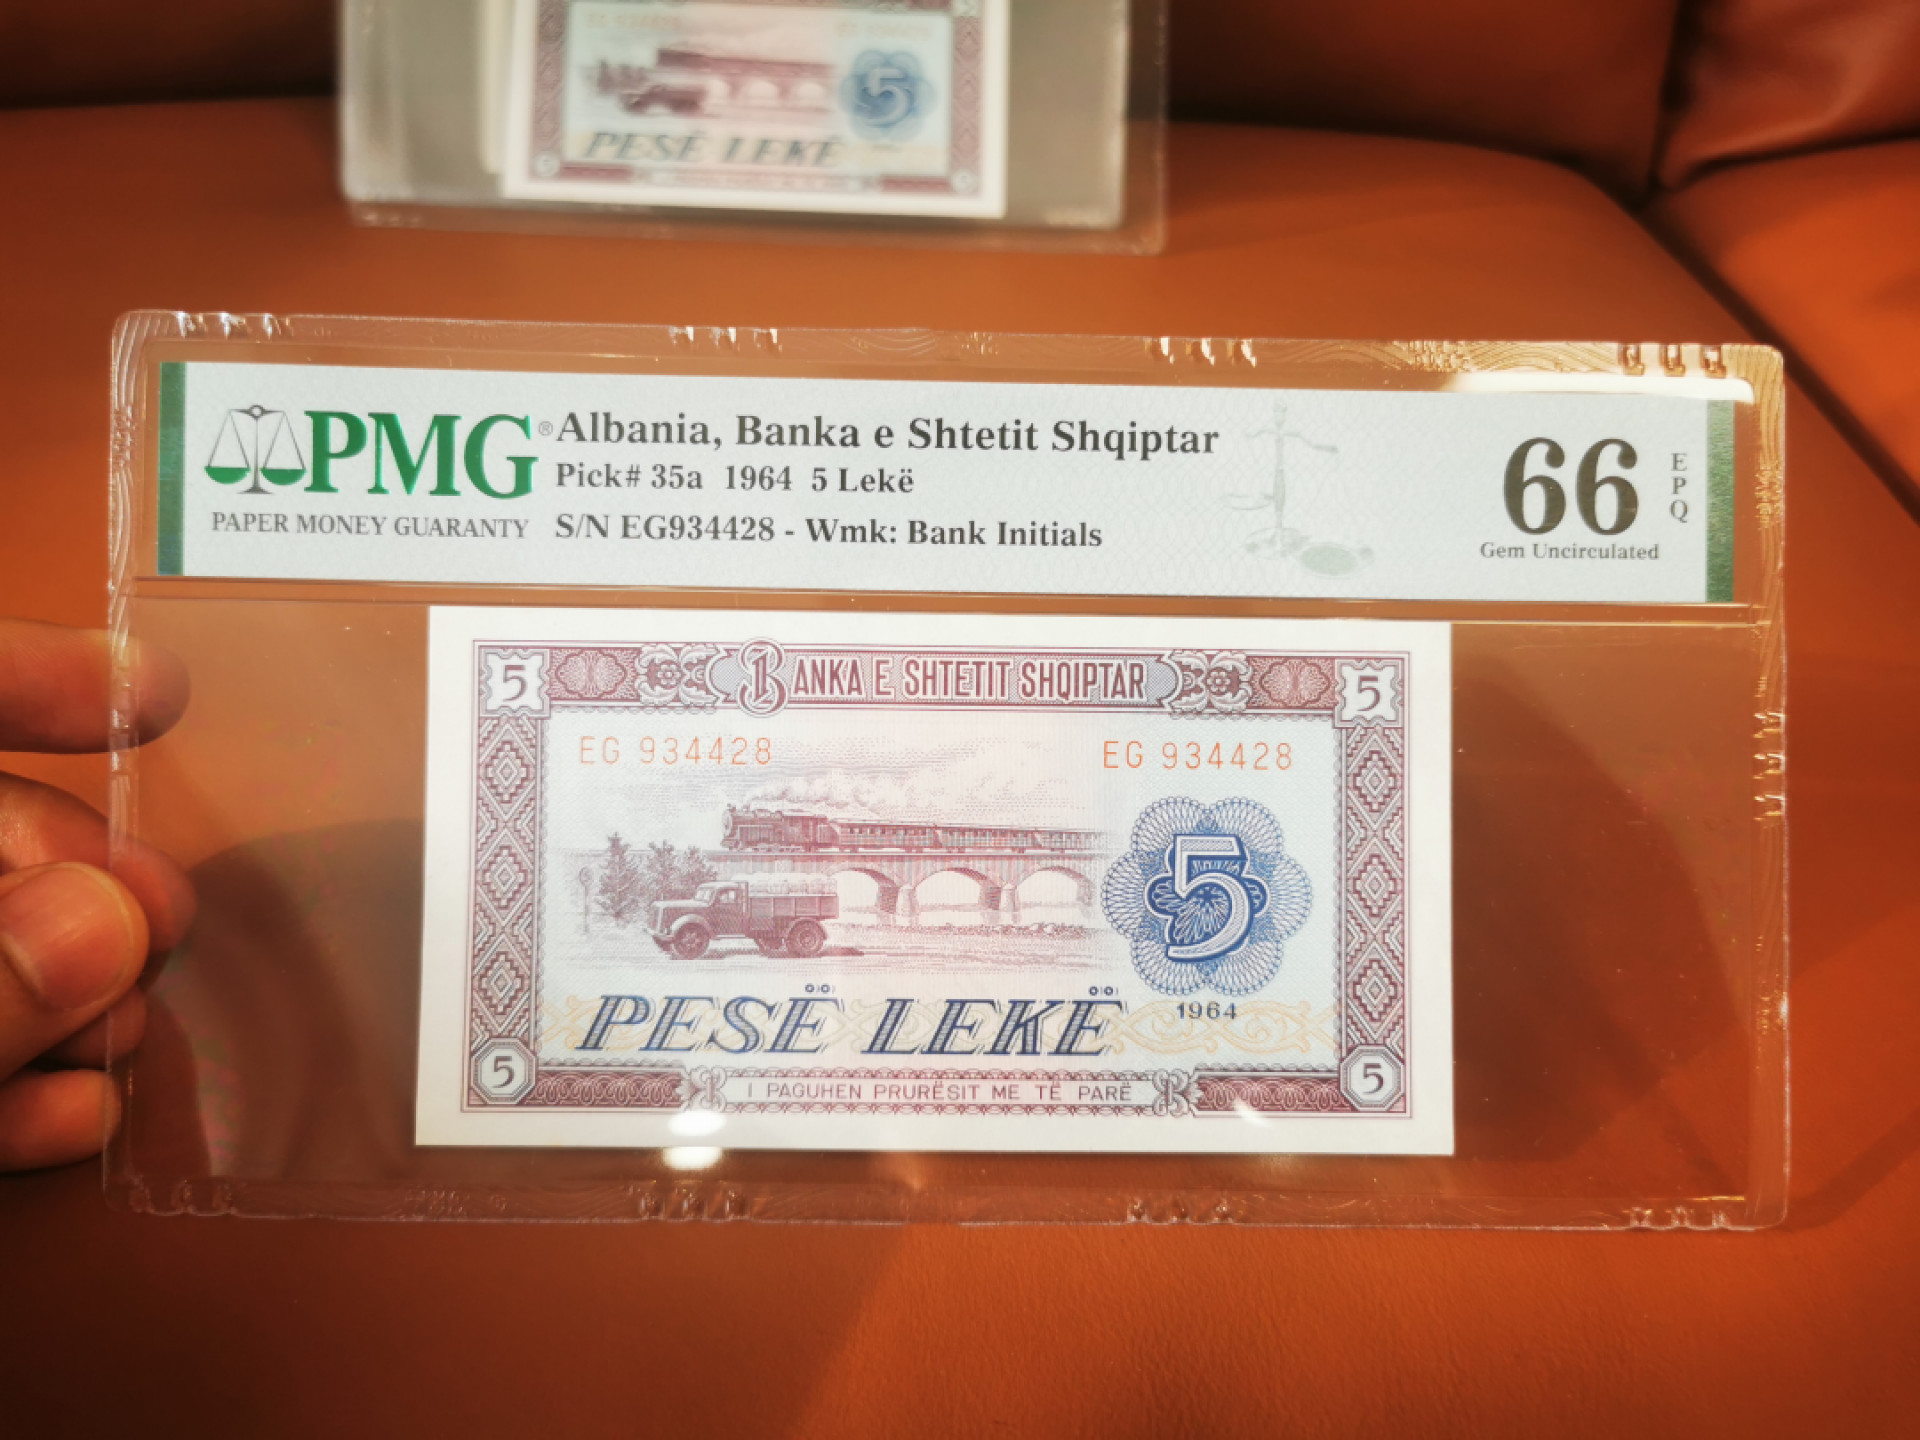 5
PESË LEKË
PMG®
PAPER MONEY GUARANTY
Albania, Banka e Shtetit Shqiptar
Pick# 35a 1964 5 Lekë
S/N EG934428 - Wmk: Bank Initials
66
EPQ
Gem Uncirculated
5 BANKA E SHTETIT SHQIPTAR 5
EG 934428 EG 934428
5
PESË LEKË 1964
5 I PAGUHEN PRURËSIT ME TË PARË 5